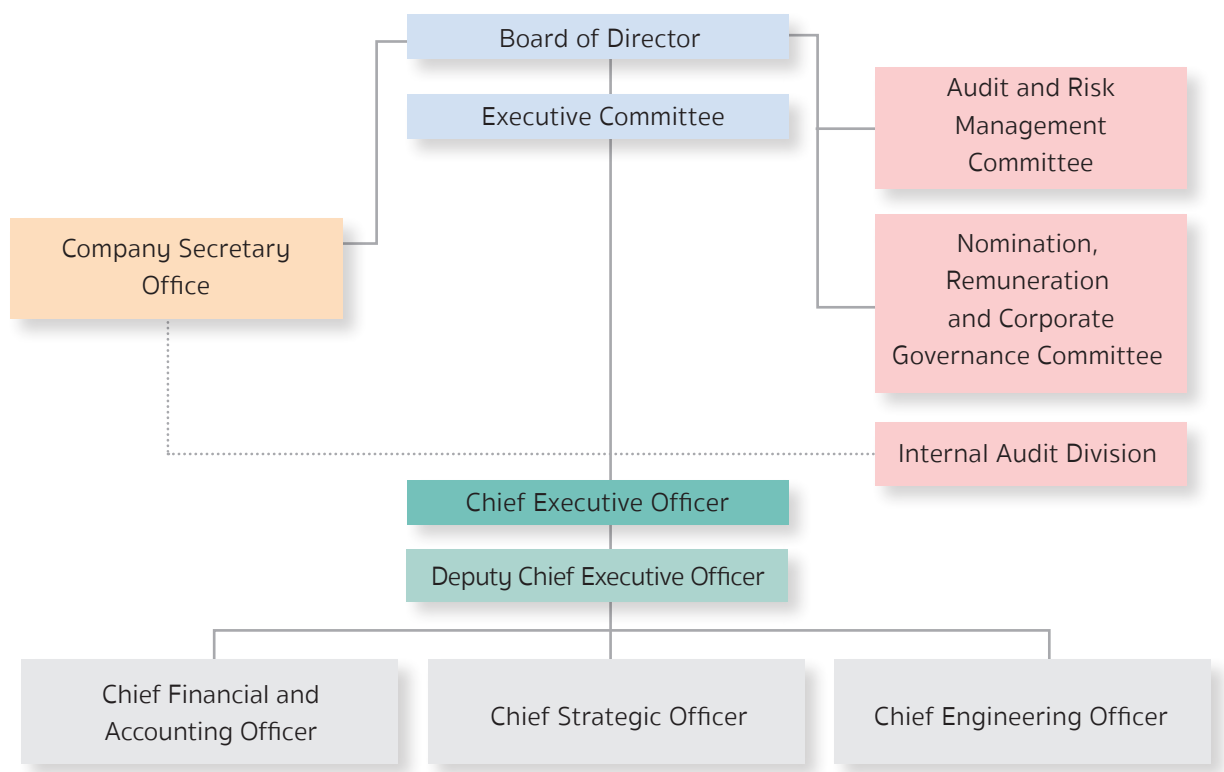 Board of Director
Executive Committee
Audit and Risk
Management
Committee
Company Secretary
Office
Nomination,
Remuneration
and Corporate
Governance Committee
Internal Audit Division
Chief Executive Officer
Deputy Chief Executive Officer
Chief Financial and
Accounting Officer
Chief Strategic Officer
Chief Engineering Officer